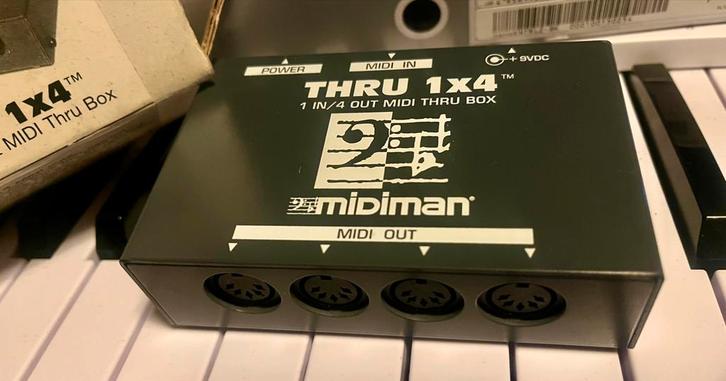 1x4™
MIDI Thru Box
POWER
MIDI IN
+ 9VDC
THRU 1x4™
1 IN/4 OUT MIDI THRU BOX
midiman®
MIDI OUT